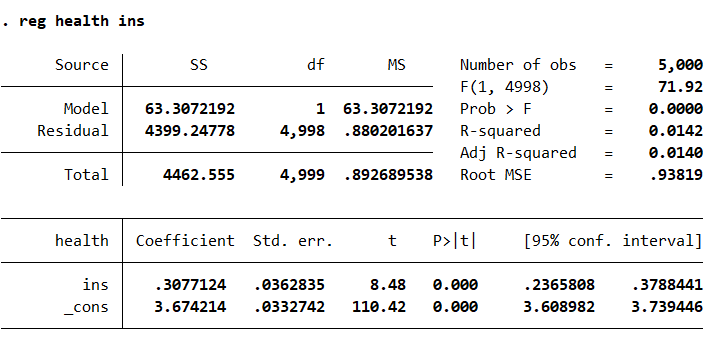 . reg health ins
Source SS df MS Number of obs = 5,000
F(1, 4998) = 71.92
Model 63.3072192 1 63.3072192 Prob > F = 0.0000
Residual 4399.24778 4,998 .880201637 R-squared = 0.0142
Adj R-squared = 0.0140
Total 4462.555 4,999 .892689538 Root MSE = .93819
health Coefficient Std. err. t P>|t| [95% conf. interval]
ins .3077124 .0362835 8.48 0.000 .2365808 .3788441
_cons 3.674214 .0332742 110.42 0.000 3.608982 3.739446